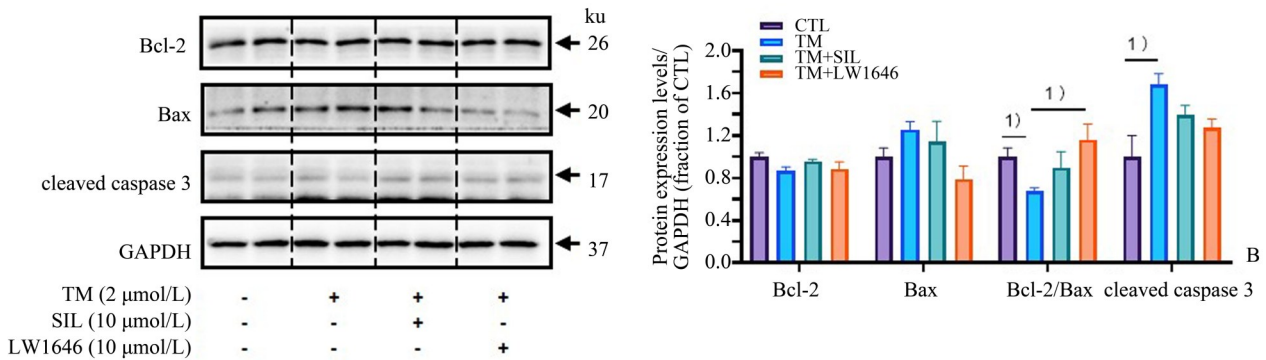 ku
Bcl-2
26
Bax
20
cleaved caspase 3
17
GAPDH
37
TM (2 μmol/L) - + + +
SIL (10 μmol/L) - - + -
LW1646 (10 μmol/L) - - - +
Protein expression levels/
GAPDH (fraction of CTL)
2.0
1.6
1.2
0.8
0.4
0.0
CTL
TM
TM+SIL
TM+LW1646
1)
1)
1)
Bcl-2
Bax
Bcl-2/Bax
cleaved caspase 3
B